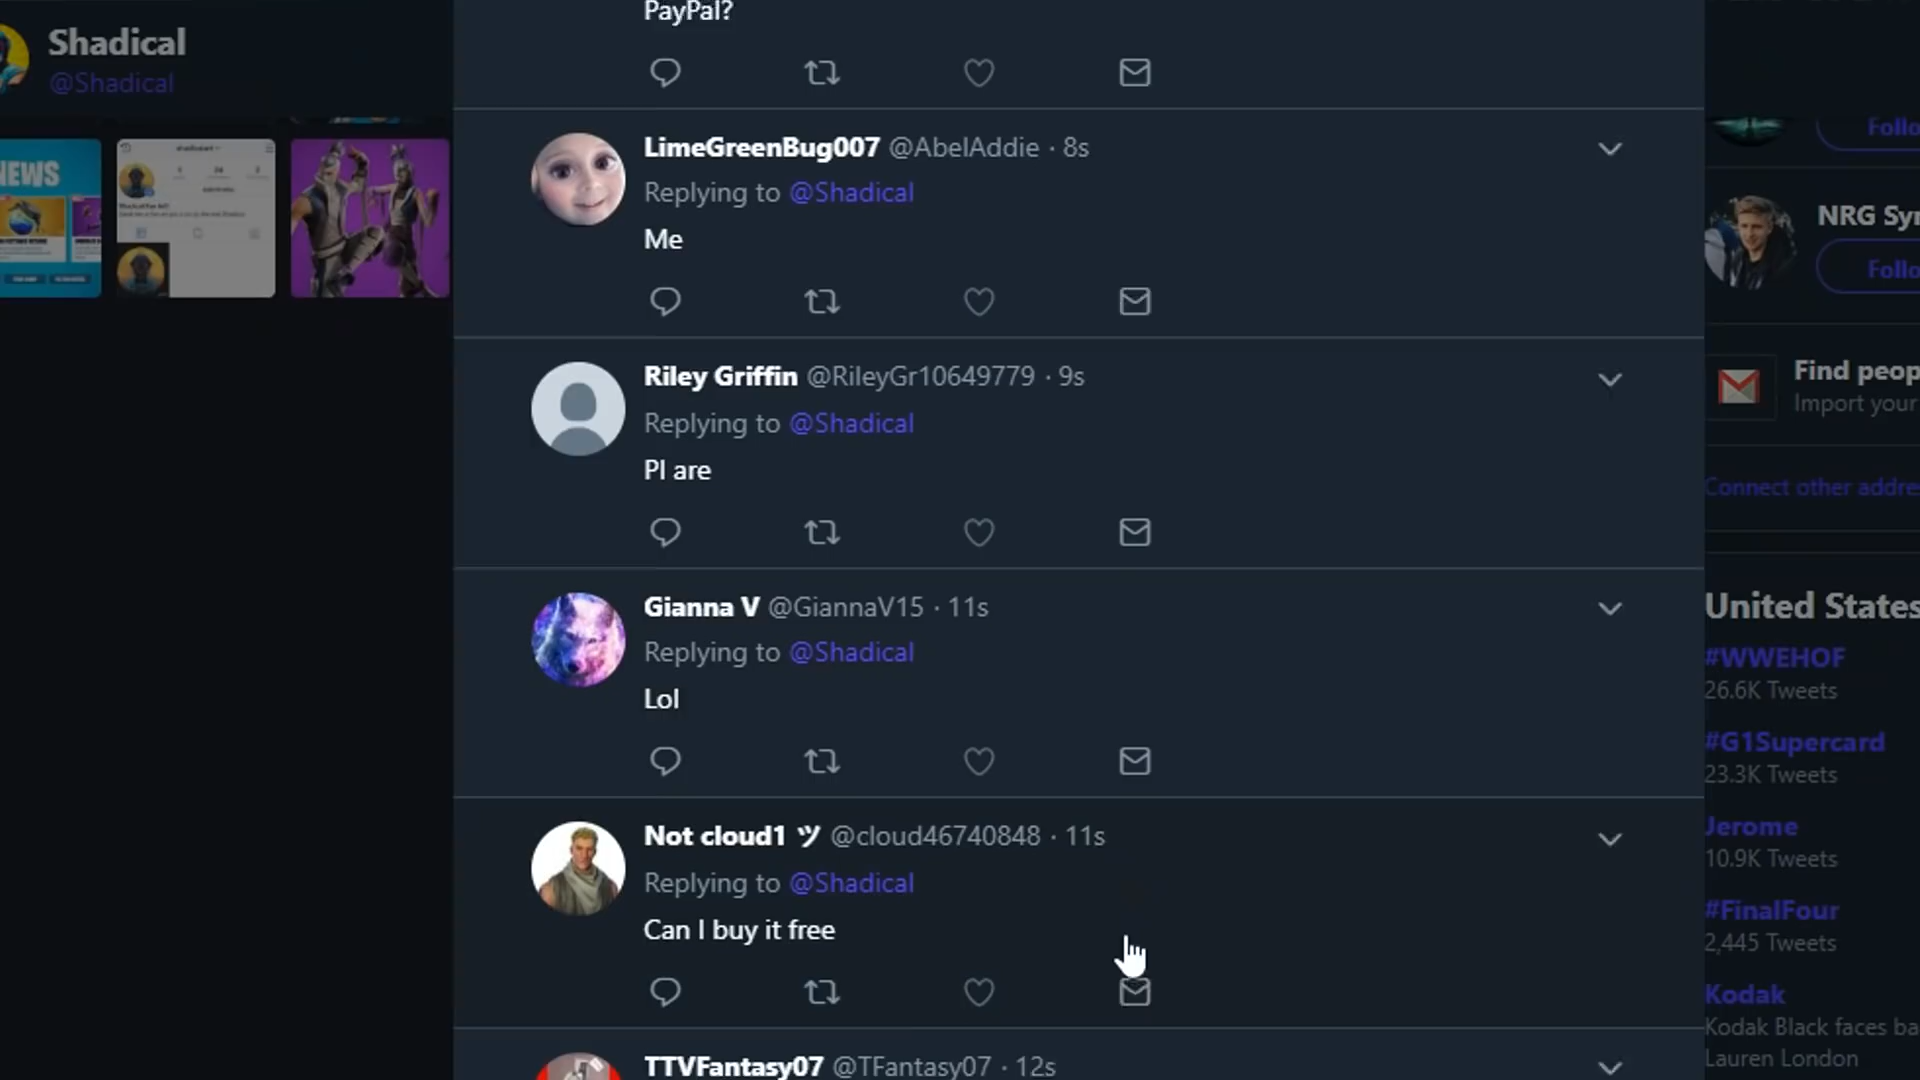 Shadical
@Shadical
NEWS
PayPal?
LimeGreenBug007 @AbelAddie · 8s
Replying to @Shadical
Me
Riley Griffin @RileyGr10649779 · 9s
Replying to @Shadical
Pl are
Gianna V @GiannaV15 · 11s
Replying to @Shadical
Lol
Not cloud1 ツ @cloud46740848 · 11s
Replying to @Shadical
Can I buy it free
TTVFantasy07 @TFantasy07 · 12s
Follo
NRG Syr
Follo
Find peop
Import your
Connect other addre
United States
#WWEHOF
26.6K Tweets
#G1Supercard
23.3K Tweets
Jerome
10.9K Tweets
#FinalFour
2,445 Tweets
Kodak
Kodak Black faces ba
Lauren London